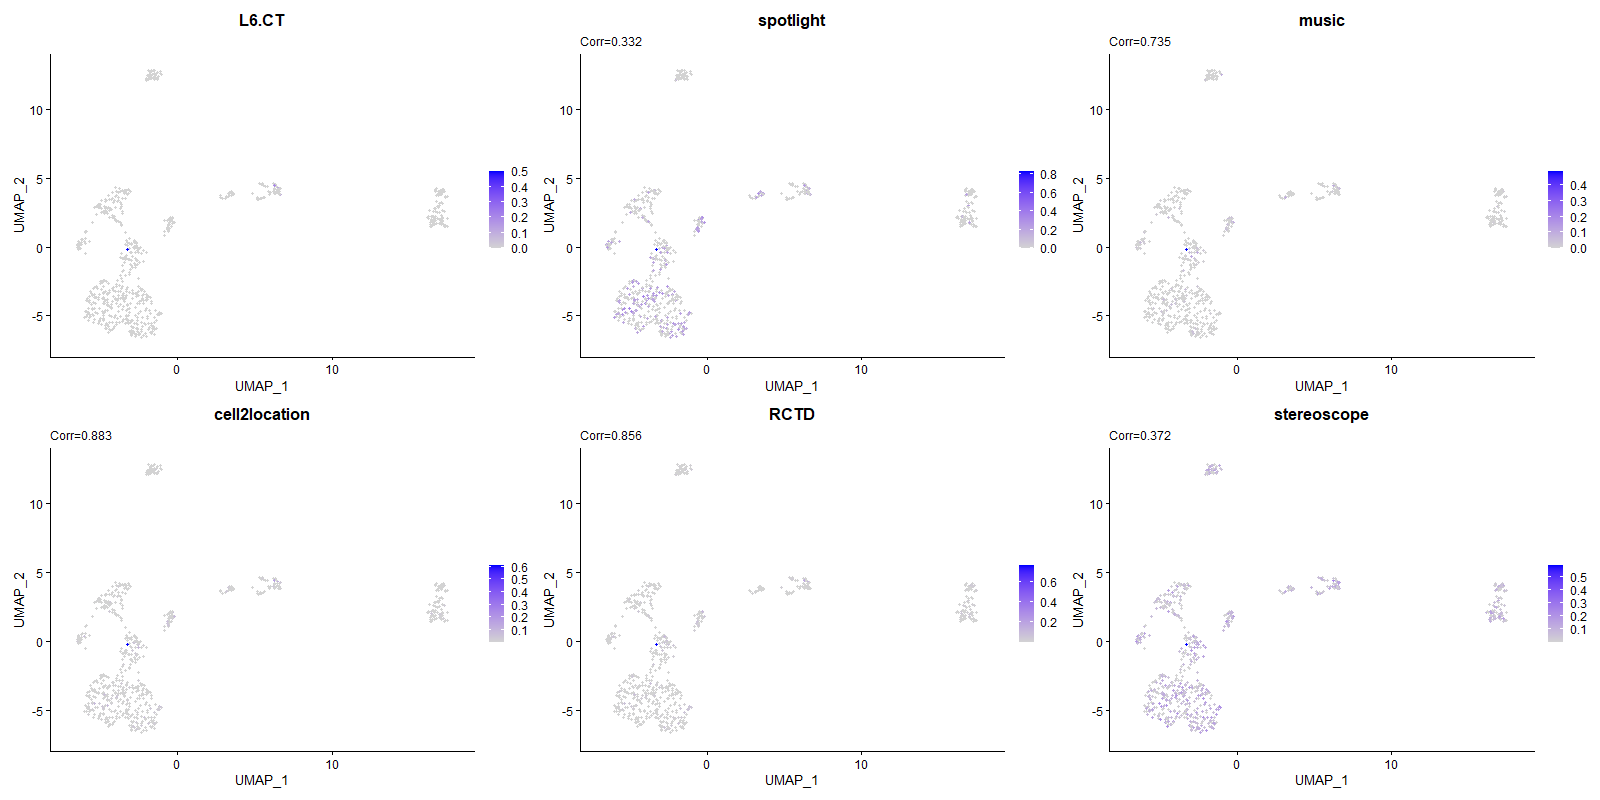 L6.CT
UMAP_2
10
5
0
-5
0
10
UMAP_1
0.5
0.4
0.3
0.2
0.1
0.0
spotlight
Corr=0.332
UMAP_2
10
5
0
-5
0
10
UMAP_1
0.8
0.6
0.4
0.2
0.0
music
Corr=0.735
UMAP_2
10
5
0
-5
0
10
UMAP_1
0.4
0.3
0.2
0.1
0.0
cell2location
Corr=0.883
UMAP_2
10
5
0
-5
0
10
UMAP_1
0.6
0.5
0.4
0.3
0.2
0.1
RCTD
Corr=0.856
UMAP_2
10
5
0
-5
0
10
UMAP_1
0.6
0.4
0.2
stereoscope
Corr=0.372
UMAP_2
10
5
0
-5
0
10
UMAP_1
0.5
0.4
0.3
0.2
0.1